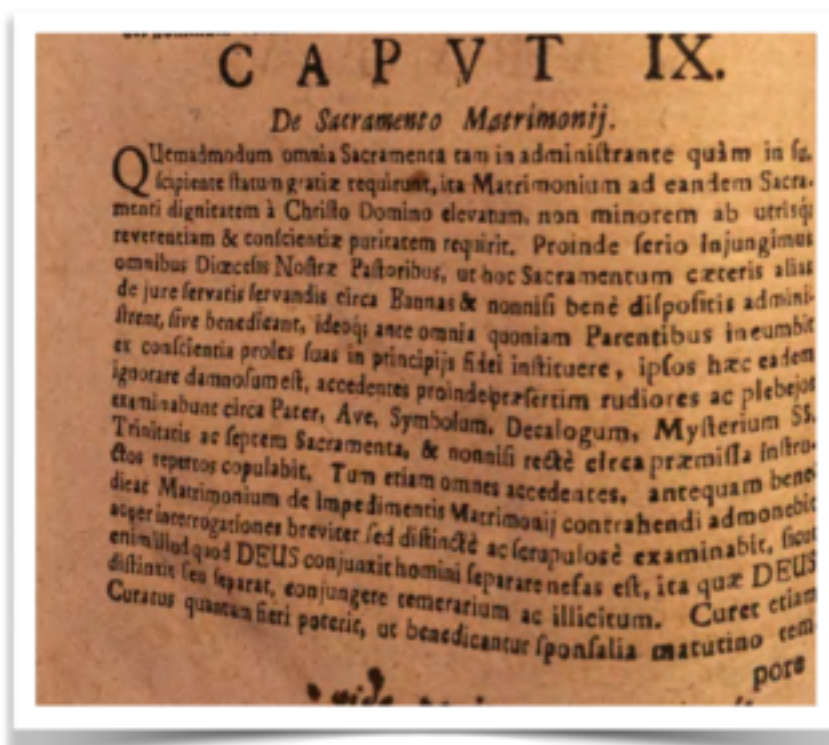 CAPVT IX.
De Sacramento Matrimonij.
QUemadmodum omnia Sacramenta tam in adminiſtrante quàm in ſu-
ſcipiente ſtatum gratiæ requirunt, ita Matrimonium ad eandem Sacra-
menti dignitatem à Chriſto Domino elevatum, non minorem ab utrisq́;
reverentiam & conſcientiæ puritatem requirit. Proinde ſerio Injungimus
omnibus Diœceſis Noſtræ Paſtoribus, ut hoc Sacramentum cæteris alias
de jure ſervatis ſervandis circa Bannas & nonniſi benè diſpoſitis admini-
ſtrent, ſive benedicant, ideoq́; ante omnia quoniam Parentibus incumbit
ex conſcientia proles ſuas in principijs fidei inſtituere, ipſos hæc eadem
ignorare damnoſum eſt, accedentes proinde præſertim rudiores ac plebejos
examinabunt circa Pater, Ave, Symbolum, Decalogum, Myſterium SS.
Trinitatis ac ſeptem Sacramenta, & nonniſi rectè circa præmiſſa inſtru-
ctos repertos copulabit. Tum etiam omnes accedentes, antequam bene
dicat Matrimonium de Impedimentis Matrimonij contrahendi admonebit
ac per interrogationes breviter ſed diſtinctè ac ſcrupuloſè examinabit, ſicut
enim illud quod DEUS conjunxit homini ſeparare nefas eſt, ita quæ DEUS
diſtinxit ſeu ſeparat, conjungere temerarium ac illicitum. Curet etiam
Curatus quantum fieri poterit, ut benedicantur ſponſalia matutino tem-
pore